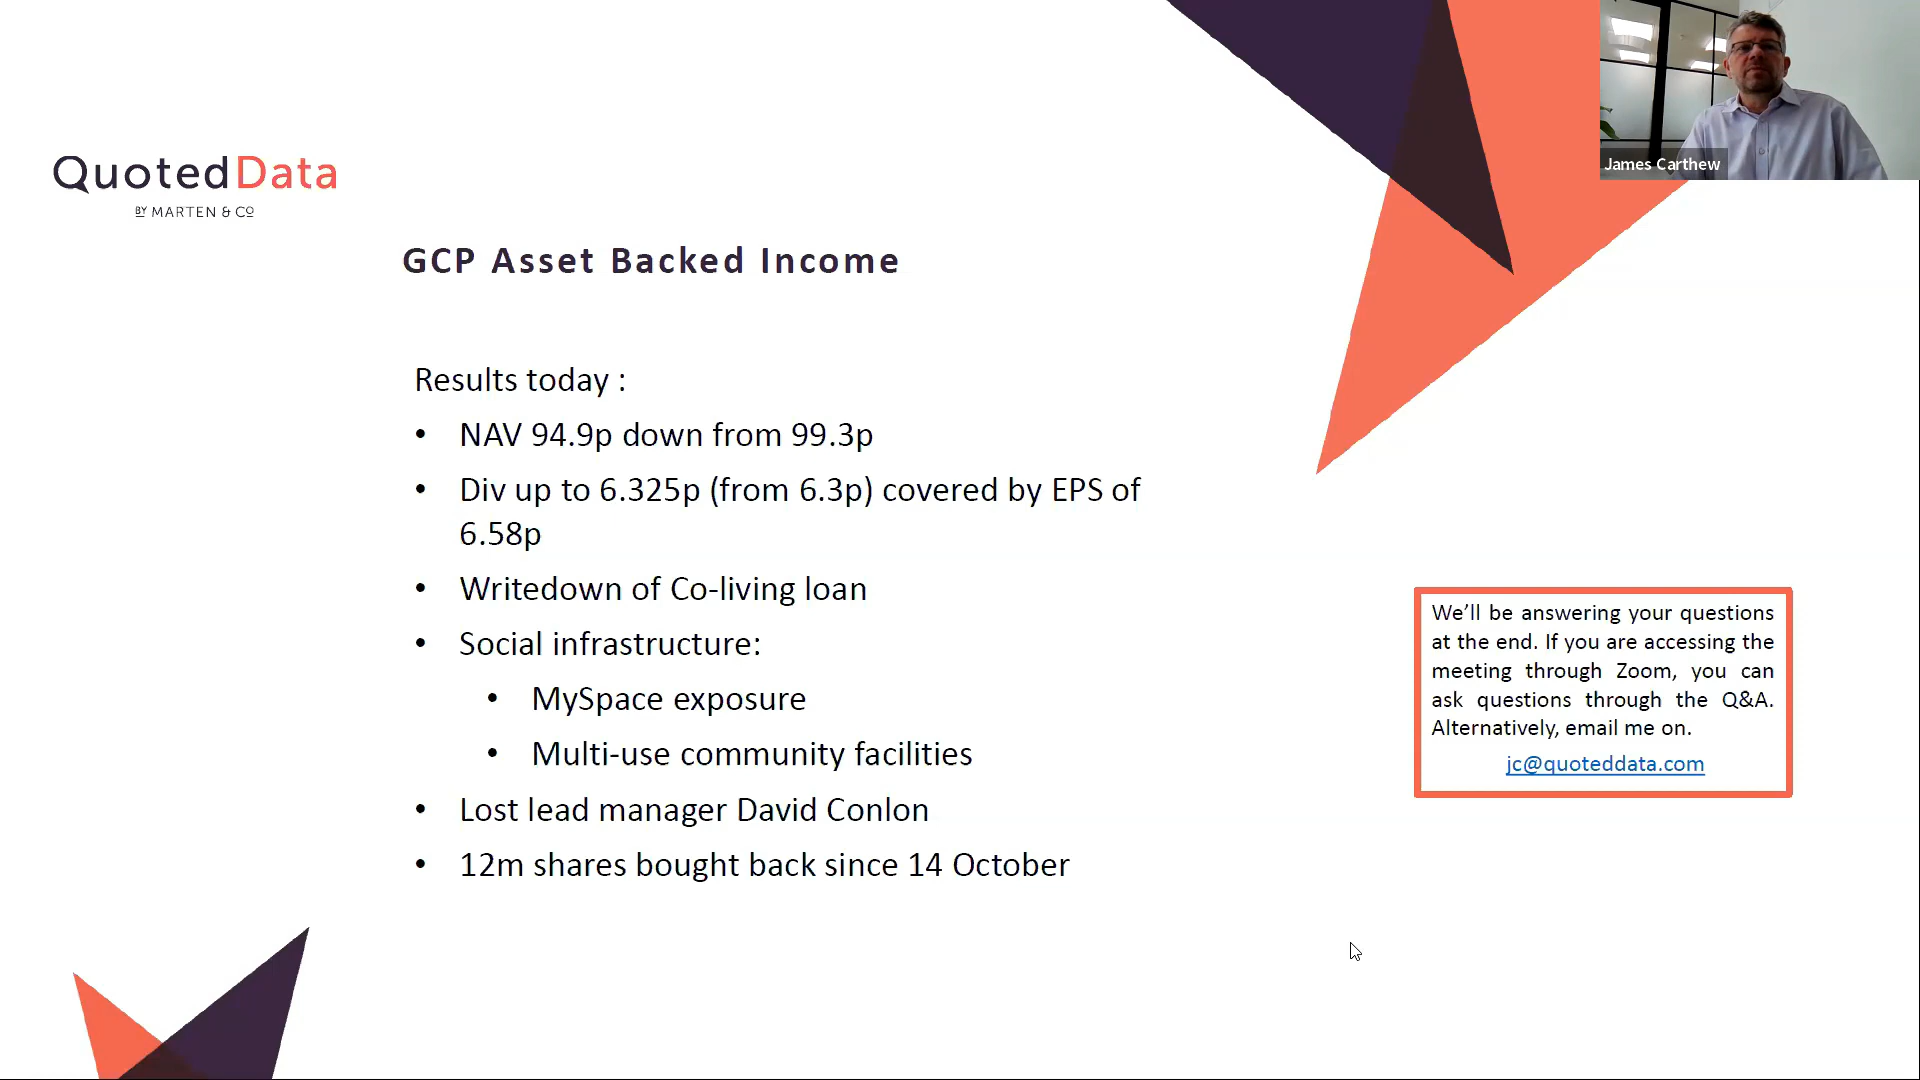 James Carthew
QuotedData
BY MARTEN & CO
GCP Asset Backed Income
Results today :
• NAV 94.9p down from 99.3p
• Div up to 6.325p (from 6.3p) covered by EPS of
6.58p
• Writedown of Co-living loan
• Social infrastructure:
• MySpace exposure
• Multi-use community facilities
• Lost lead manager David Conlon
• 12m shares bought back since 14 October
We’ll be answering your questions
at the end. If you are accessing the
meeting through Zoom, you can
ask questions through the Q&A.
Alternatively, email me on.
jc@quoteddata.com